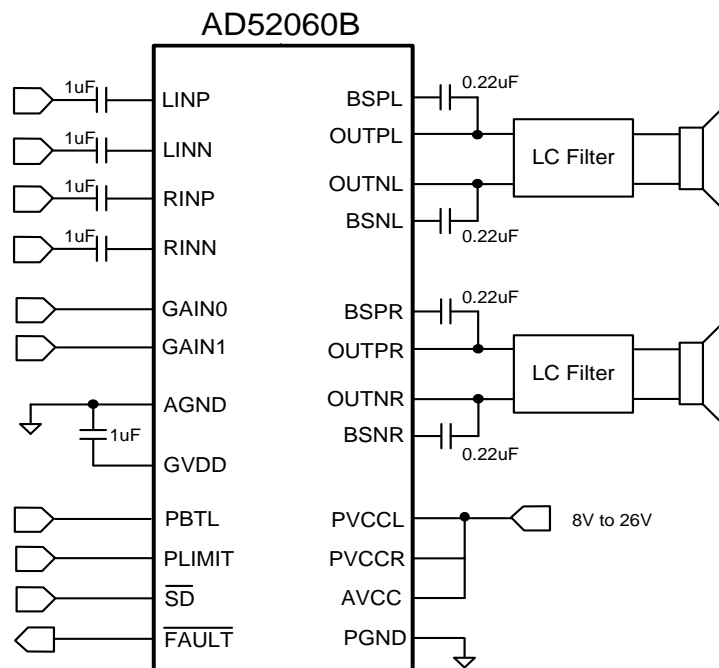 AD52060B
1uF
LINP
1uF
LINN
1uF
RINP
1uF
RINN
GAIN0
GAIN1
AGND
1uF
GVDD
PBTL
PLIMIT
SD
FAULT
BSPL
0.22uF
OUTPL
LC Filter
OUTNL
BSNL
0.22uF
BSPR
0.22uF
OUTPR
LC Filter
OUTNR
BSNR
0.22uF
PVCCL
8V to 26V
PVCCR
AVCC
PGND